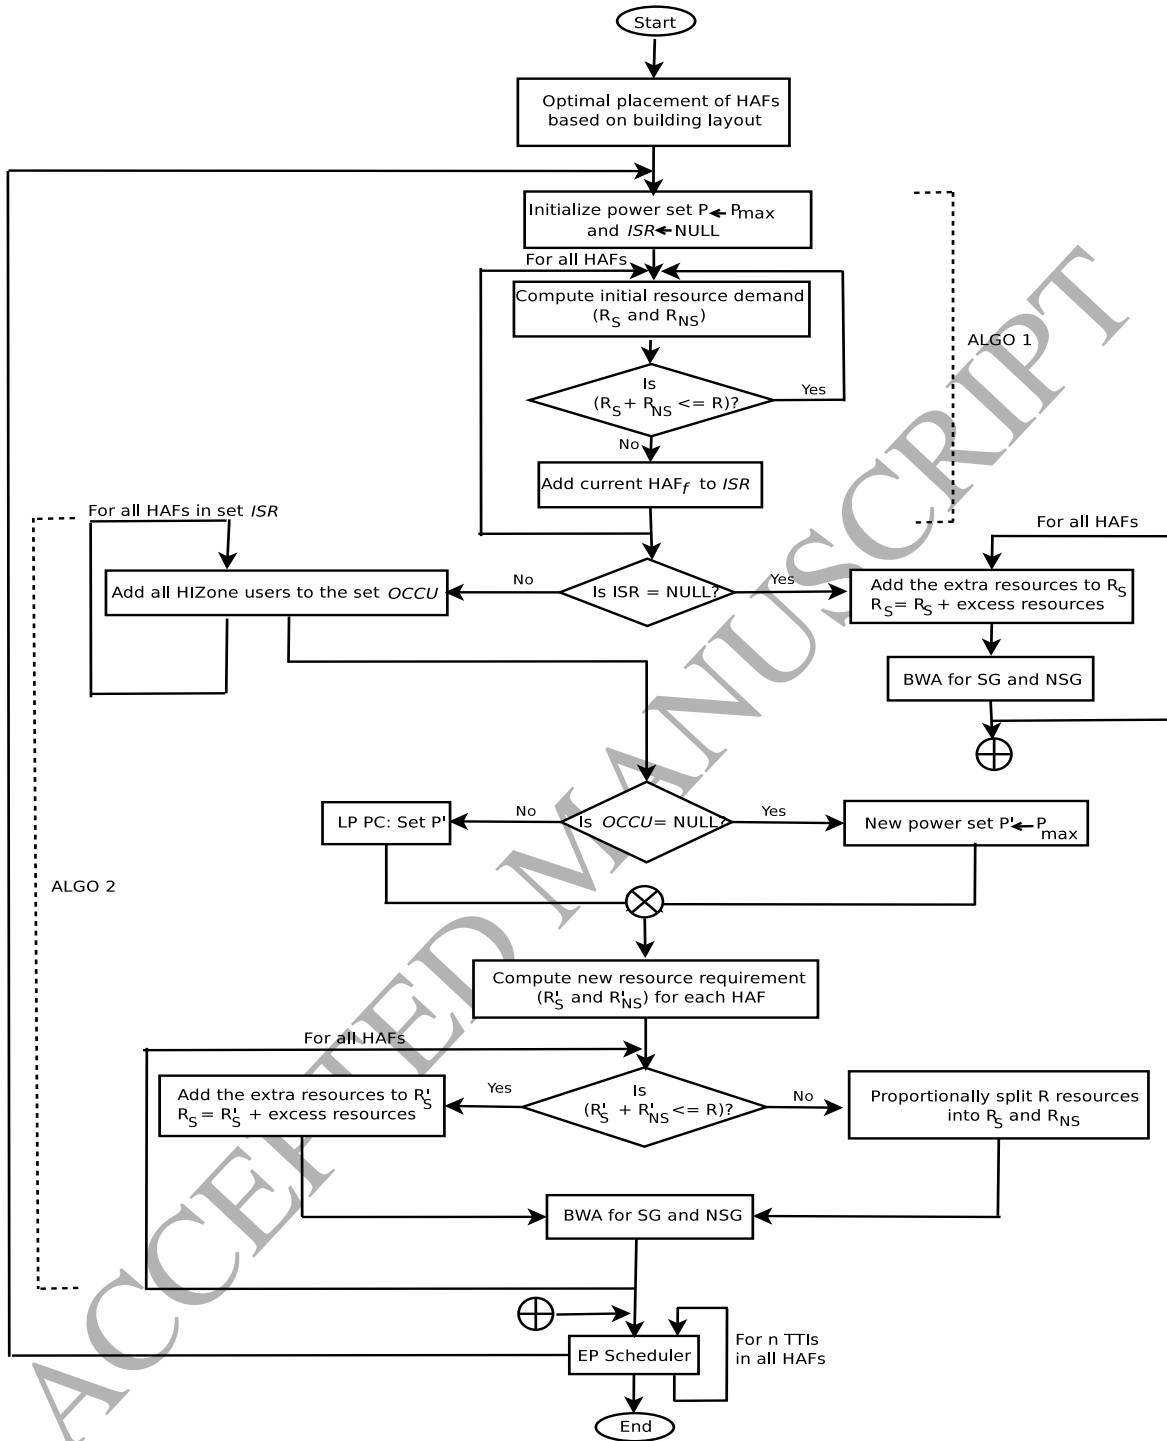 Start
Optimal placement of HAFs
based on building layout
Initialize power set P← Pmax
and ISR←NULL
For all HAFs
Compute initial resource demand
(RS and RNS)
ALGO 1
Is
(RS + RNS <= R)?
Yes
No
Add current HAFf to ISR
For all HAFs in set ISR
For all HAFs
Add all HIZone users to the set OCCU
No
Is ISR = NULL?
Yes
Add the extra resources to RS
RS = RS + excess resources
BWA for SG and NSG
LP PC: Set P'
No
Is OCCU = NULL?
Yes
New power set P'← Pmax
ALGO 2
Compute new resource requirement
(R'S and R'NS) for each HAF
For all HAFs
Add the extra resources to R'S
RS = R'S + excess resources
Yes
Is
(R'S + R'NS <= R)?
No
Proportionally split R resources
into RS and RNS
BWA for SG and NSG
EP Scheduler
For n TTIs
in all HAFs
End
ACCEPTED MANUSCRIPT